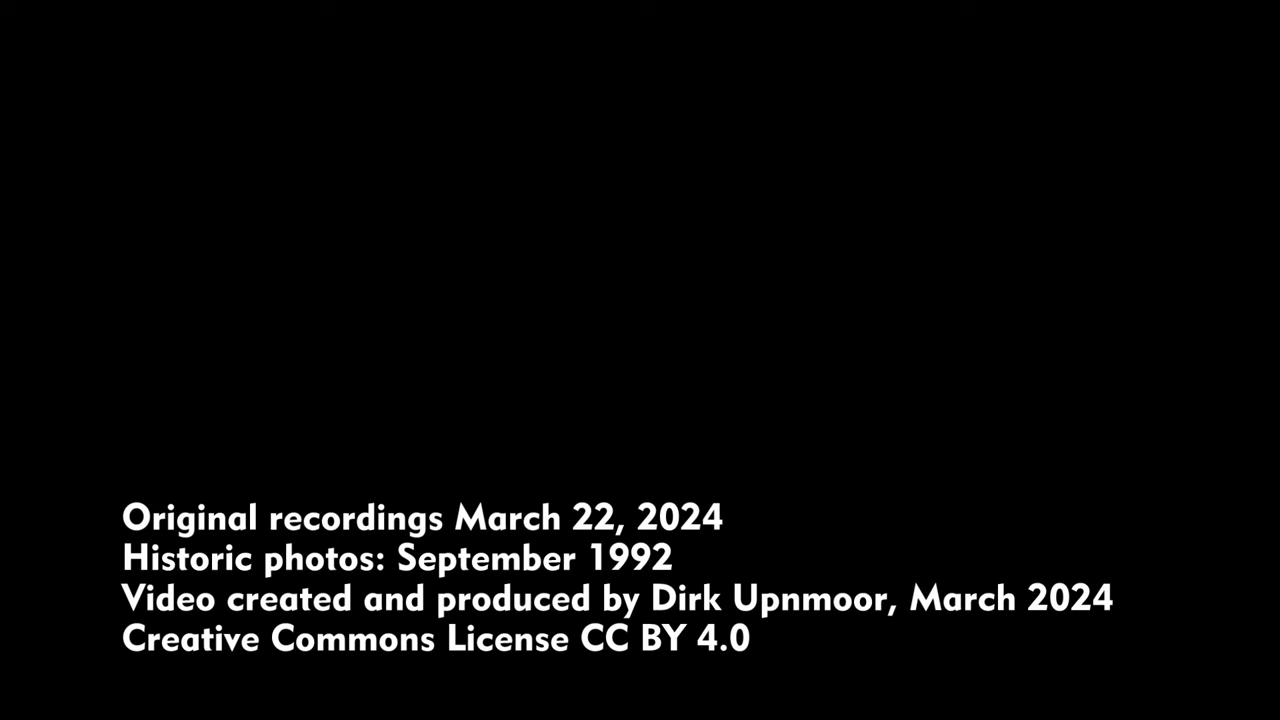 Original recordings March 22, 2024
Historic photos: September 1992
Video created and produced by Dirk Upnmoor, March 2024
Creative Commons License CC BY 4.0